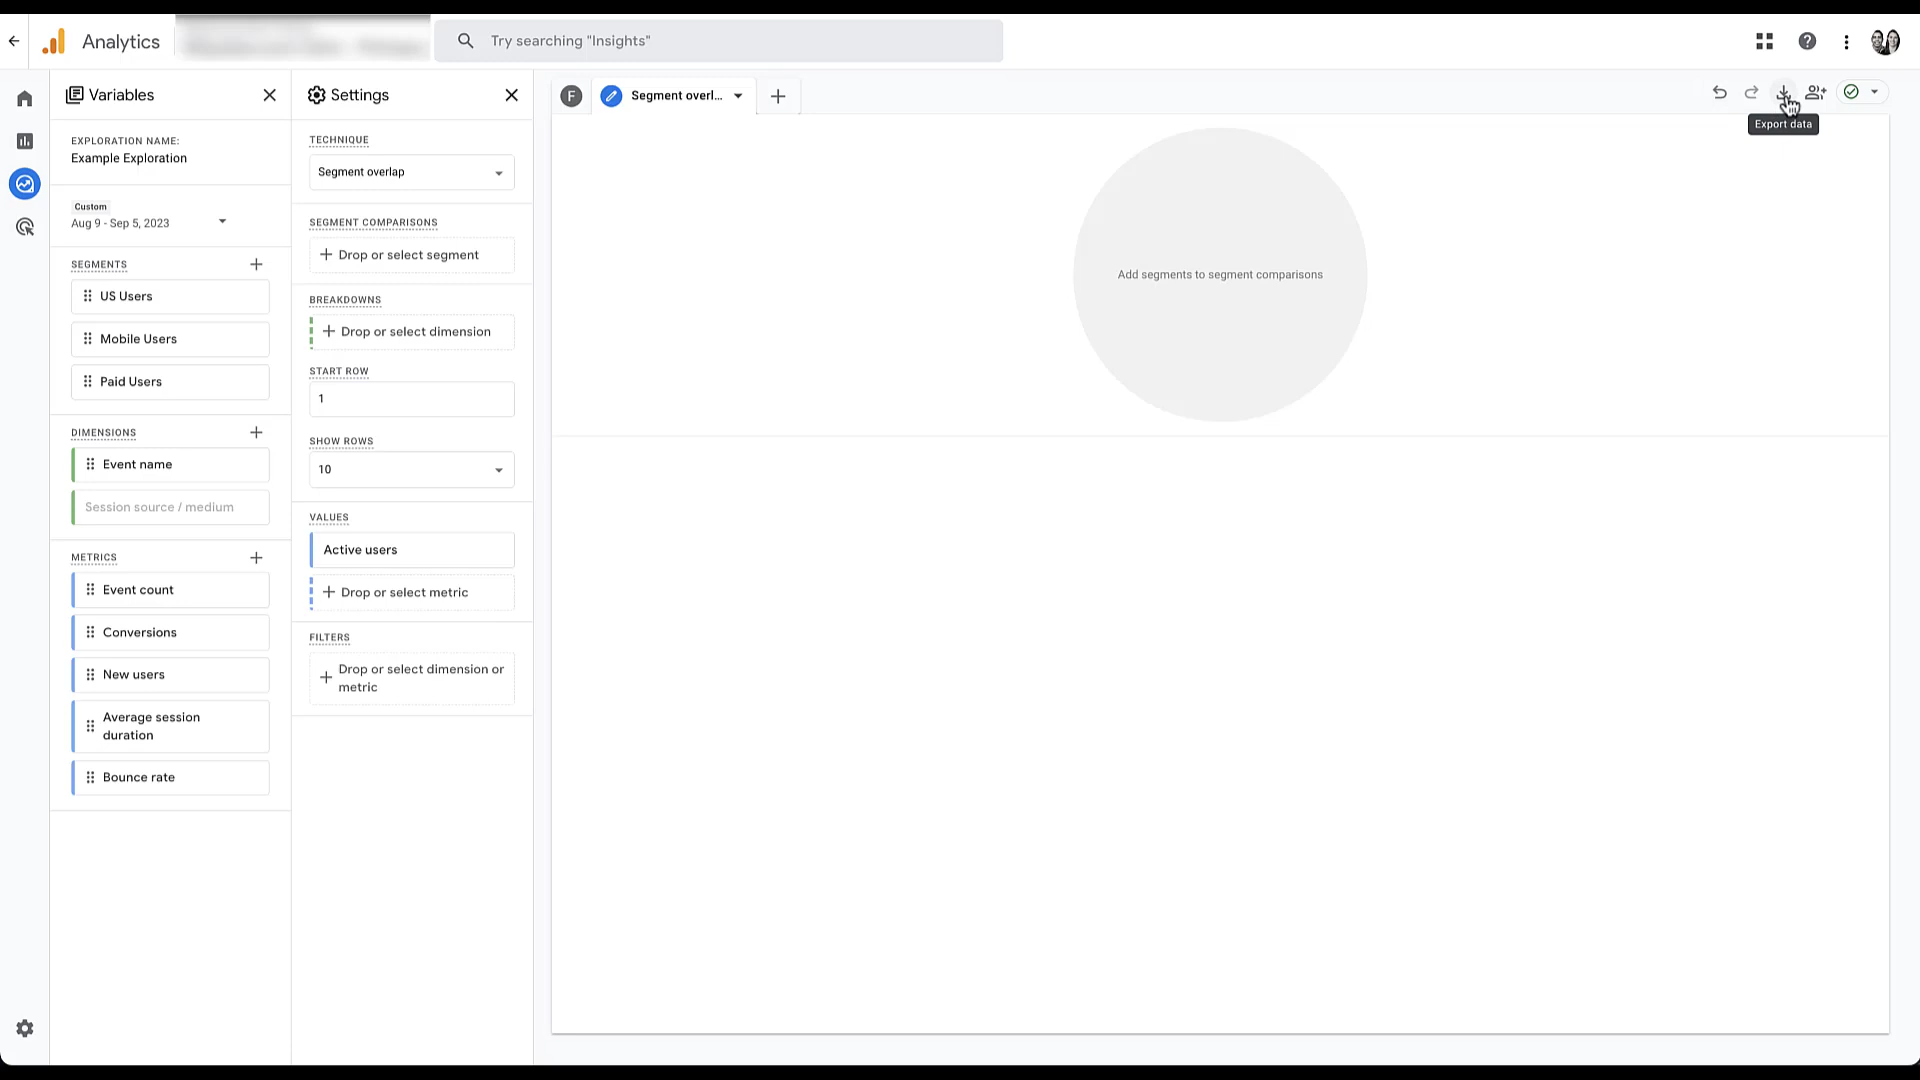 Analytics
Try searching "Insights"
Variables
EXPLORATION NAME:
Example Exploration
Custom
Aug 9 - Sep 5, 2023
SEGMENTS
US Users
Mobile Users
Paid Users
DIMENSIONS
Event name
Session source / medium
METRICS
Event count
Conversions
New users
Average session
duration
Bounce rate
Settings
TECHNIQUE
Segment overlap
SEGMENT COMPARISONS
Drop or select segment
BREAKDOWNS
Drop or select dimension
START ROW
1
SHOW ROWS
10
VALUES
Active users
Drop or select metric
FILTERS
Drop or select dimension or
metric
F
Segment overl...
Export data
Add segments to segment comparisons